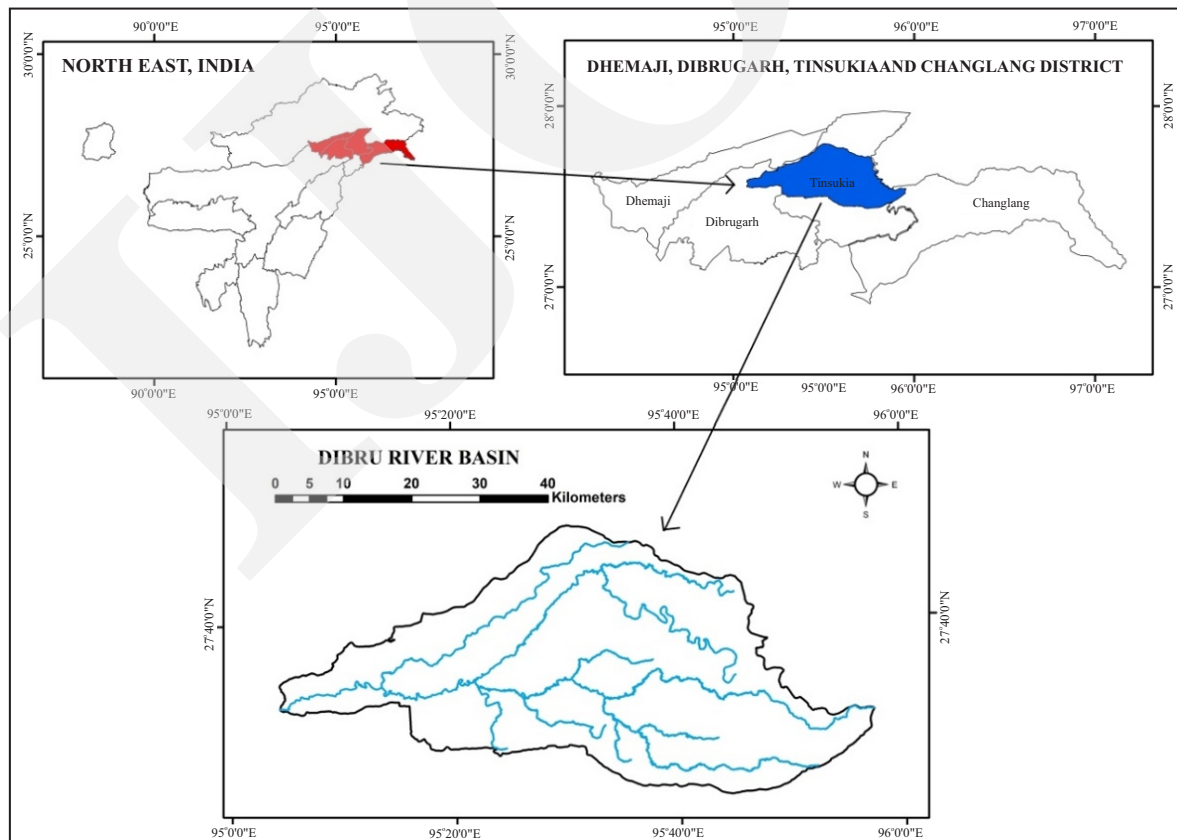 90°0'0"E 95°0'0"E
30°0'0"N
25°0'0"N
NORTH EAST, INDIA
30°0'0"N
25°0'0"N
90°0'0"E 95°0'0"E
95°0'0"E 96°0'0"E 97°0'0"E
28°0'0"N
27°0'0"N
DHEMAJI, DIBRUGARH, TINSUKIAAND CHANGLANG DISTRICT
Tinsukia
Dhemaji
Dibrugarh
Changlang
28°0'0"N
27°0'0"N
95°0'0"E 95°0'0"E 96°0'0"E 97°0'0"E
95°0'0"E 95°20'0"E 95°40'0"E 96°0'0"E
DIBRU RIVER BASIN
0 5 10 20 30 40
Kilometers
N
W E
S
27°40'0"N
27°40'0"N
95°0'0"E 95°20'0"E 95°40'0"E 96°0'0"E